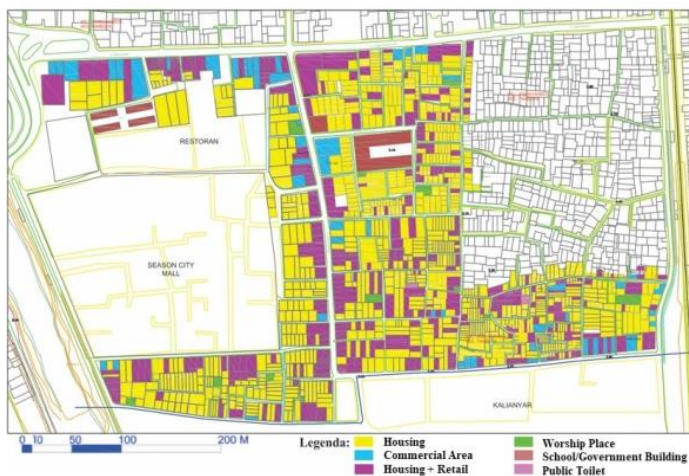 RESTORAN
SEASON CITY
MALL
KALIANYAR
0 10 50 100 200 M
Legenda:
Housing
Commercial Area
Housing + Retail
Worship Place
School/Government Building
Public Toiler